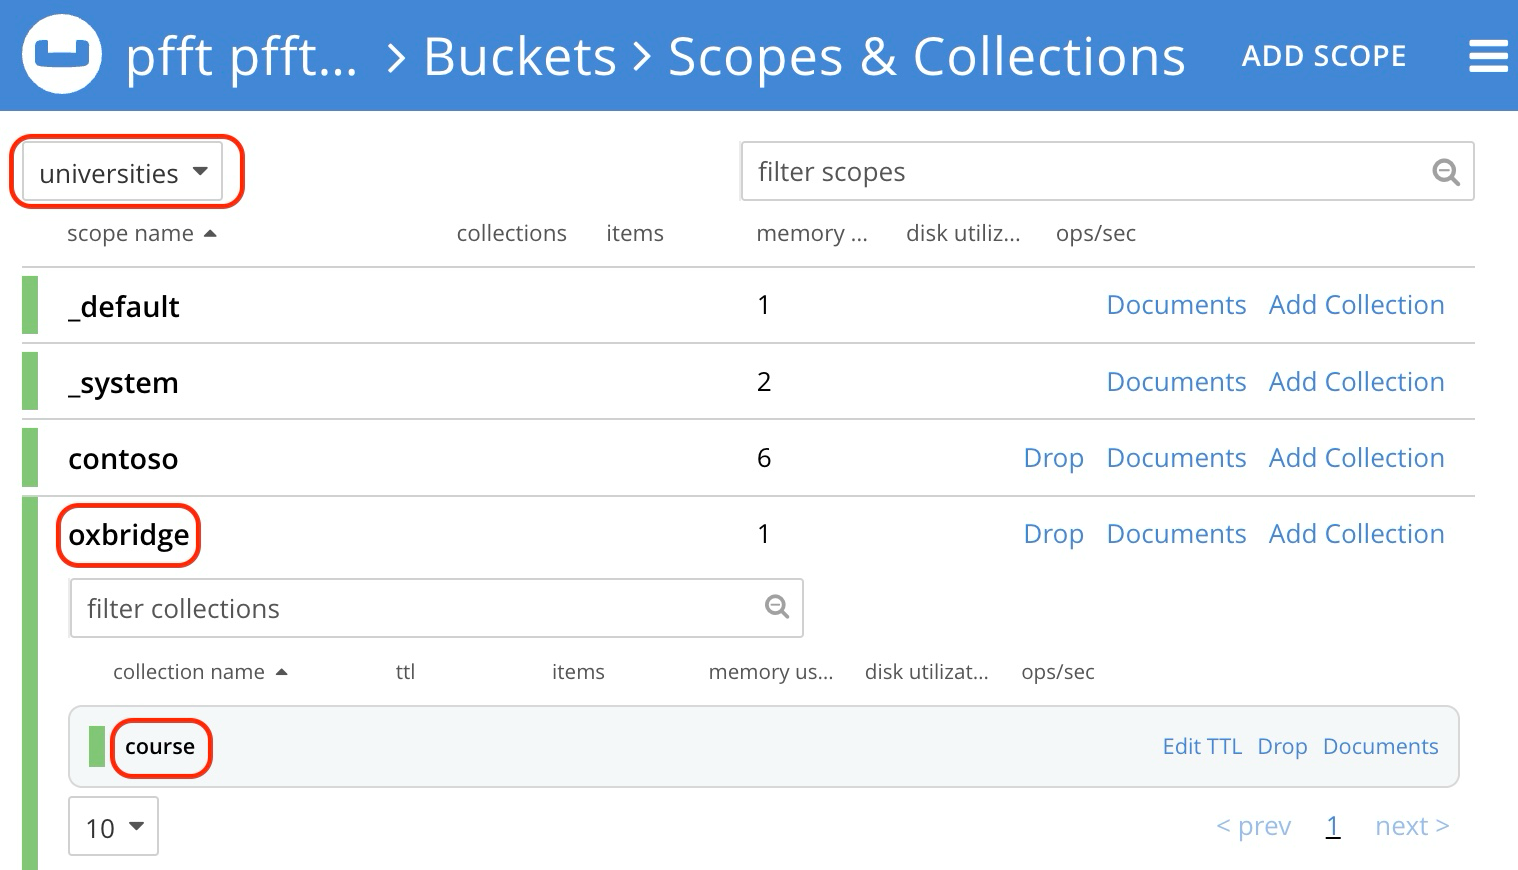 pfft pfft... > Buckets > Scopes & Collections ADD SCOPE
universities filter scopes
scope name collections items memory ... disk utiliz... ops/sec
_default 1 Documents Add Collection
_system 2 Documents Add Collection
contoso 6 Drop Documents Add Collection
oxbridge 1 Drop Documents Add Collection
filter collections
collection name ttl items memory us... disk utilizat... ops/sec
course Edit TTL Drop Documents
10 < prev 1 next >